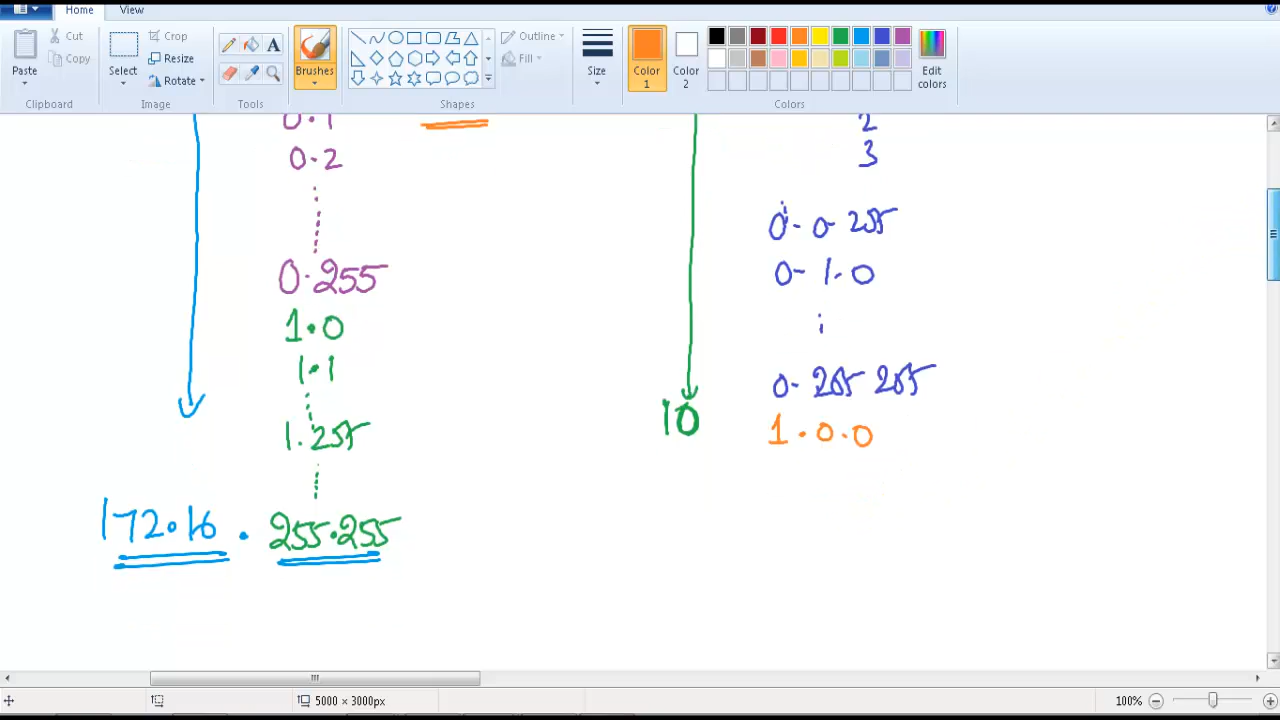 Home View
Cut
Copy
Paste
Clipboard
Crop
Resize
Rotate
Select
Image
A
Tools
Brushes
Outline
Fill
Shapes
Size
Color 1
Color 2
Edit colors
Colors
0.1
0.2
0.255
1.0
1.1
1.255
172.16 . 255.255
2
3
0. 0. 255
0. 1. 0
0. 255 255
10 1.0.0
5000 × 3000px
100%